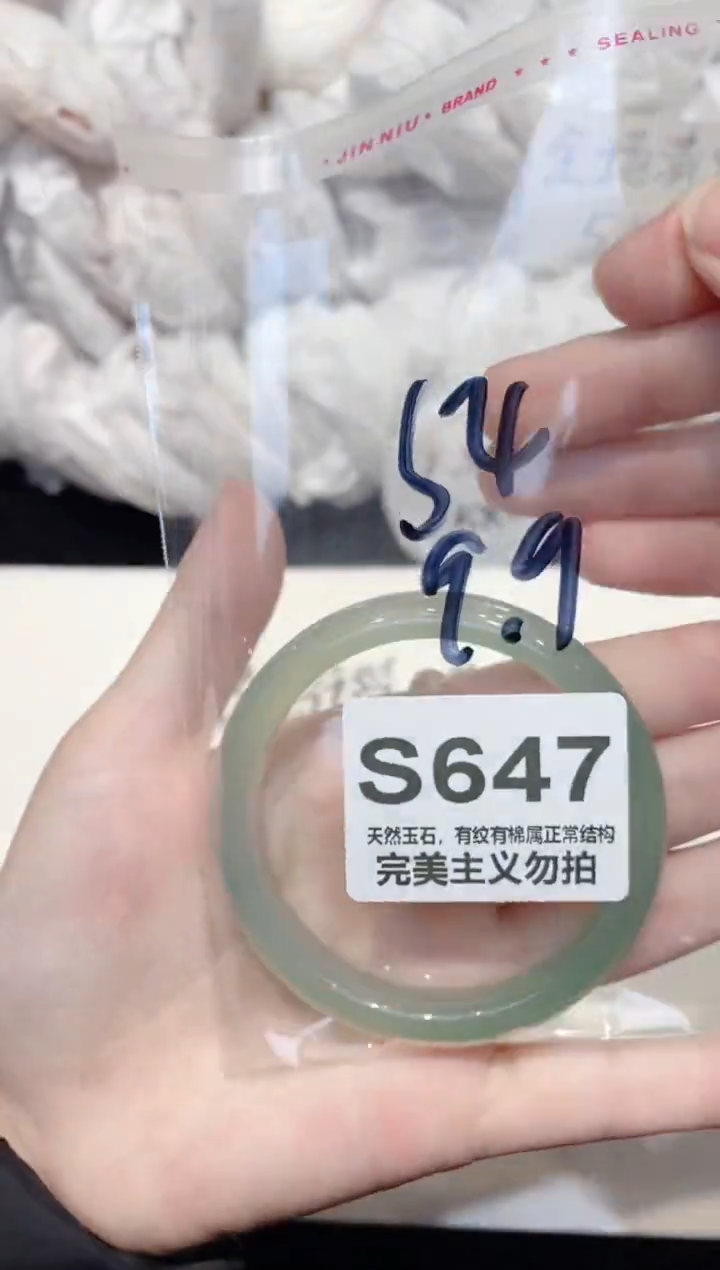 • JIN NIU • BRAND * * * SEALING
54
9.9
S647
天然玉石，有纹有棉属正常结构
完美主义勿拍